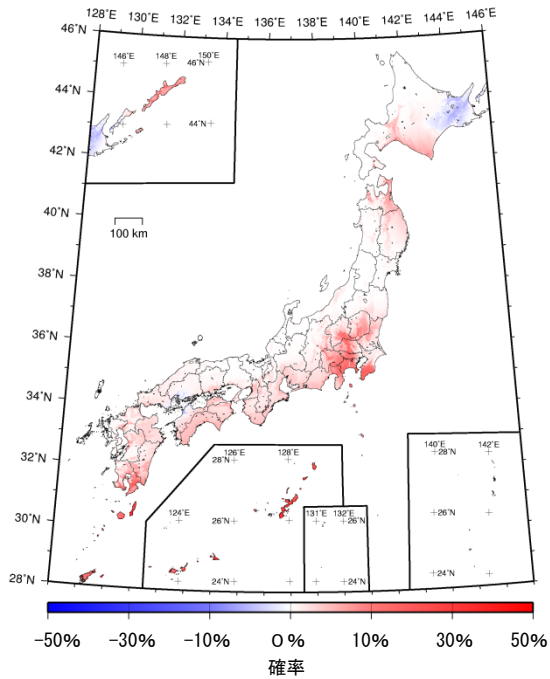 128°E 130°E 132°E 134°E 136°E 138°E 140°E 142°E 144°E 146°E
46°N
146°E 148°E 150°E
46°N
44°N
44°N
42°N
40°N
100 km
38°N
36°N
34°N
32°N
126°E 128°E
28°N
140°E 142°E
28°N
124°E
131°E 132°E
30°N
26°N
26°N
26°N
28°N
24°N
24°N
24°N
-50% -30% -10% 0% 10% 30% 50%
確率